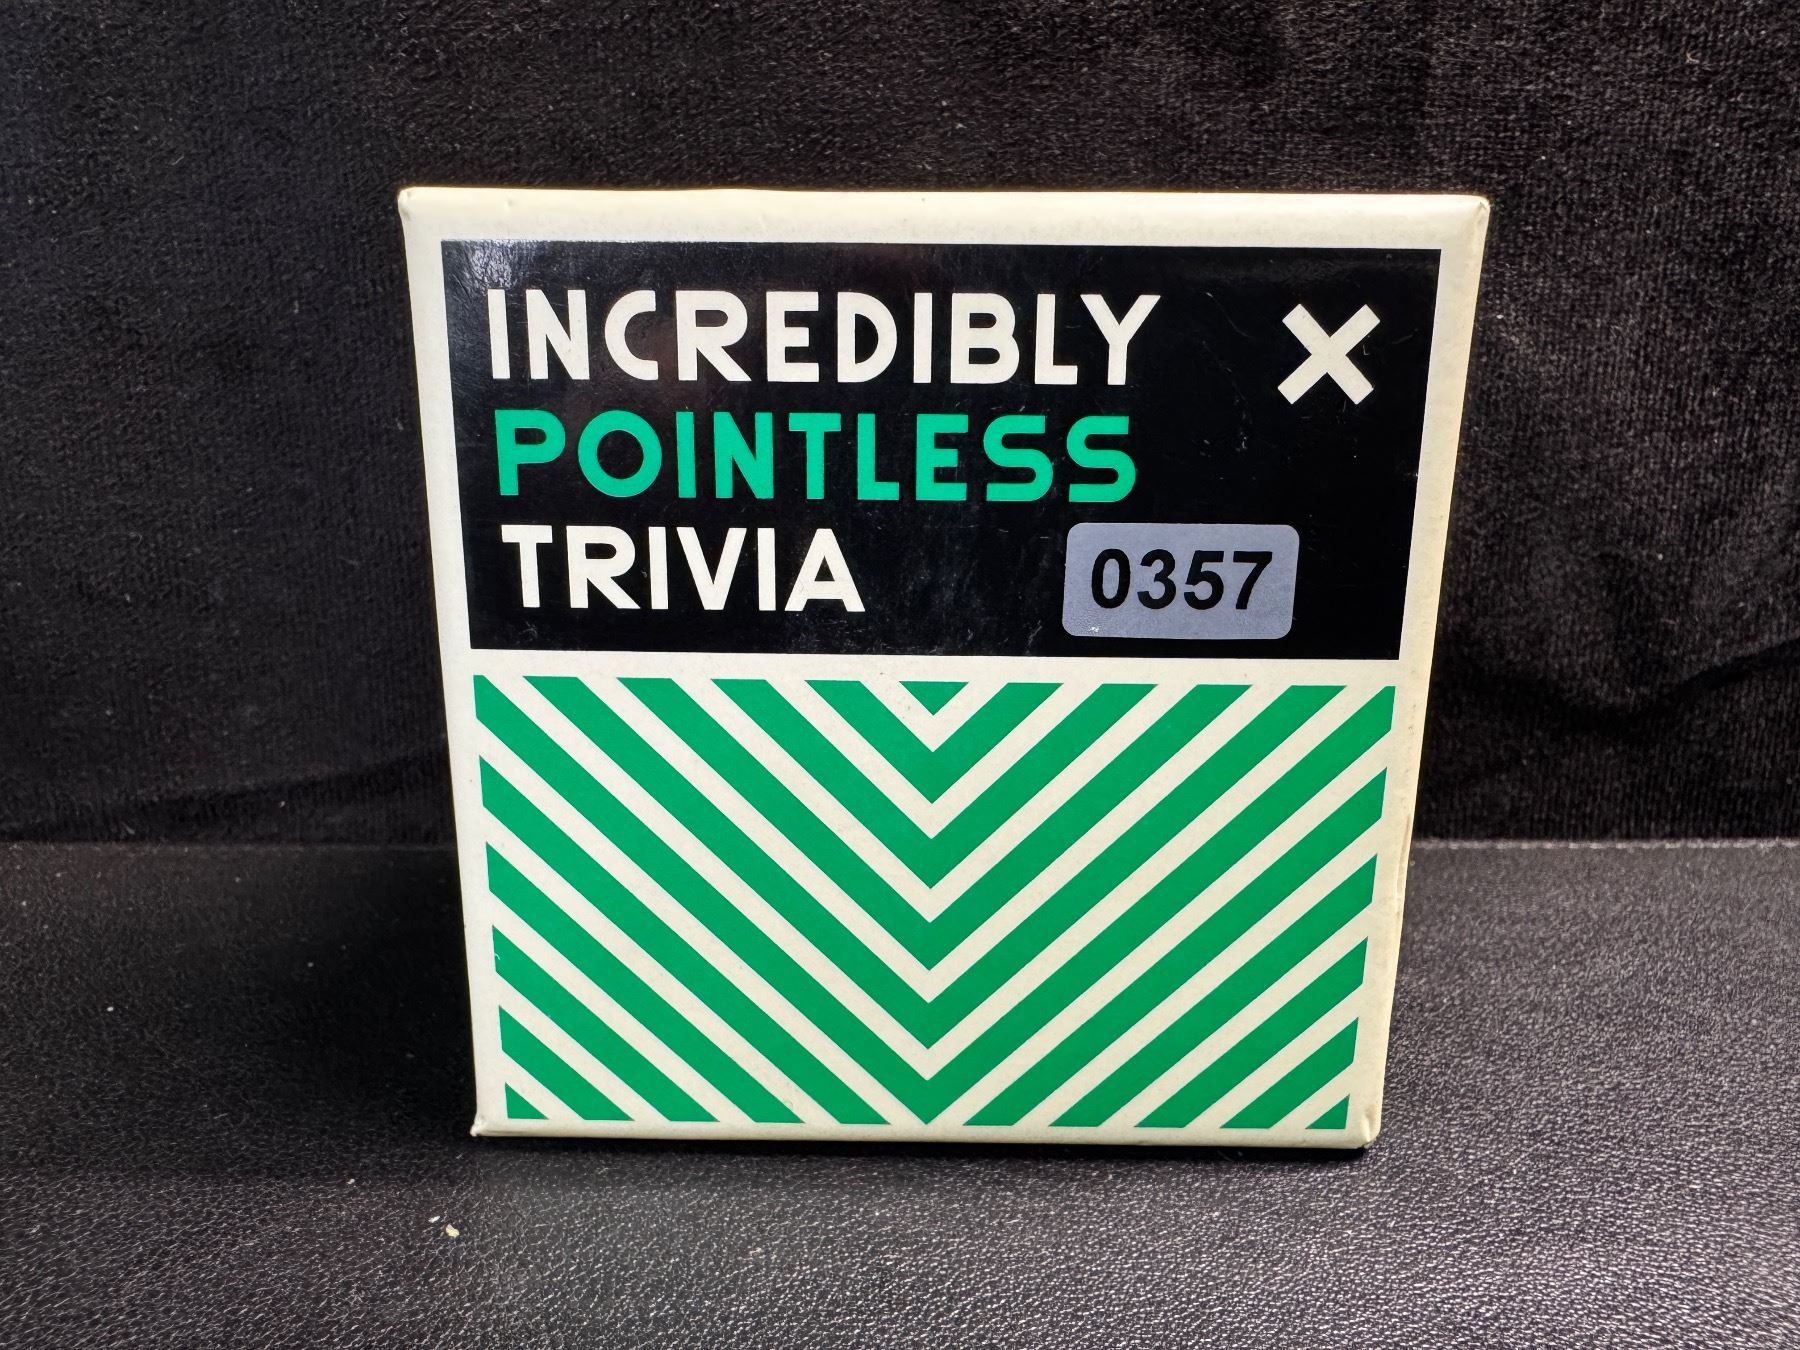 INCREDIBLY ×
POINTLESS
TRIVIA
0357